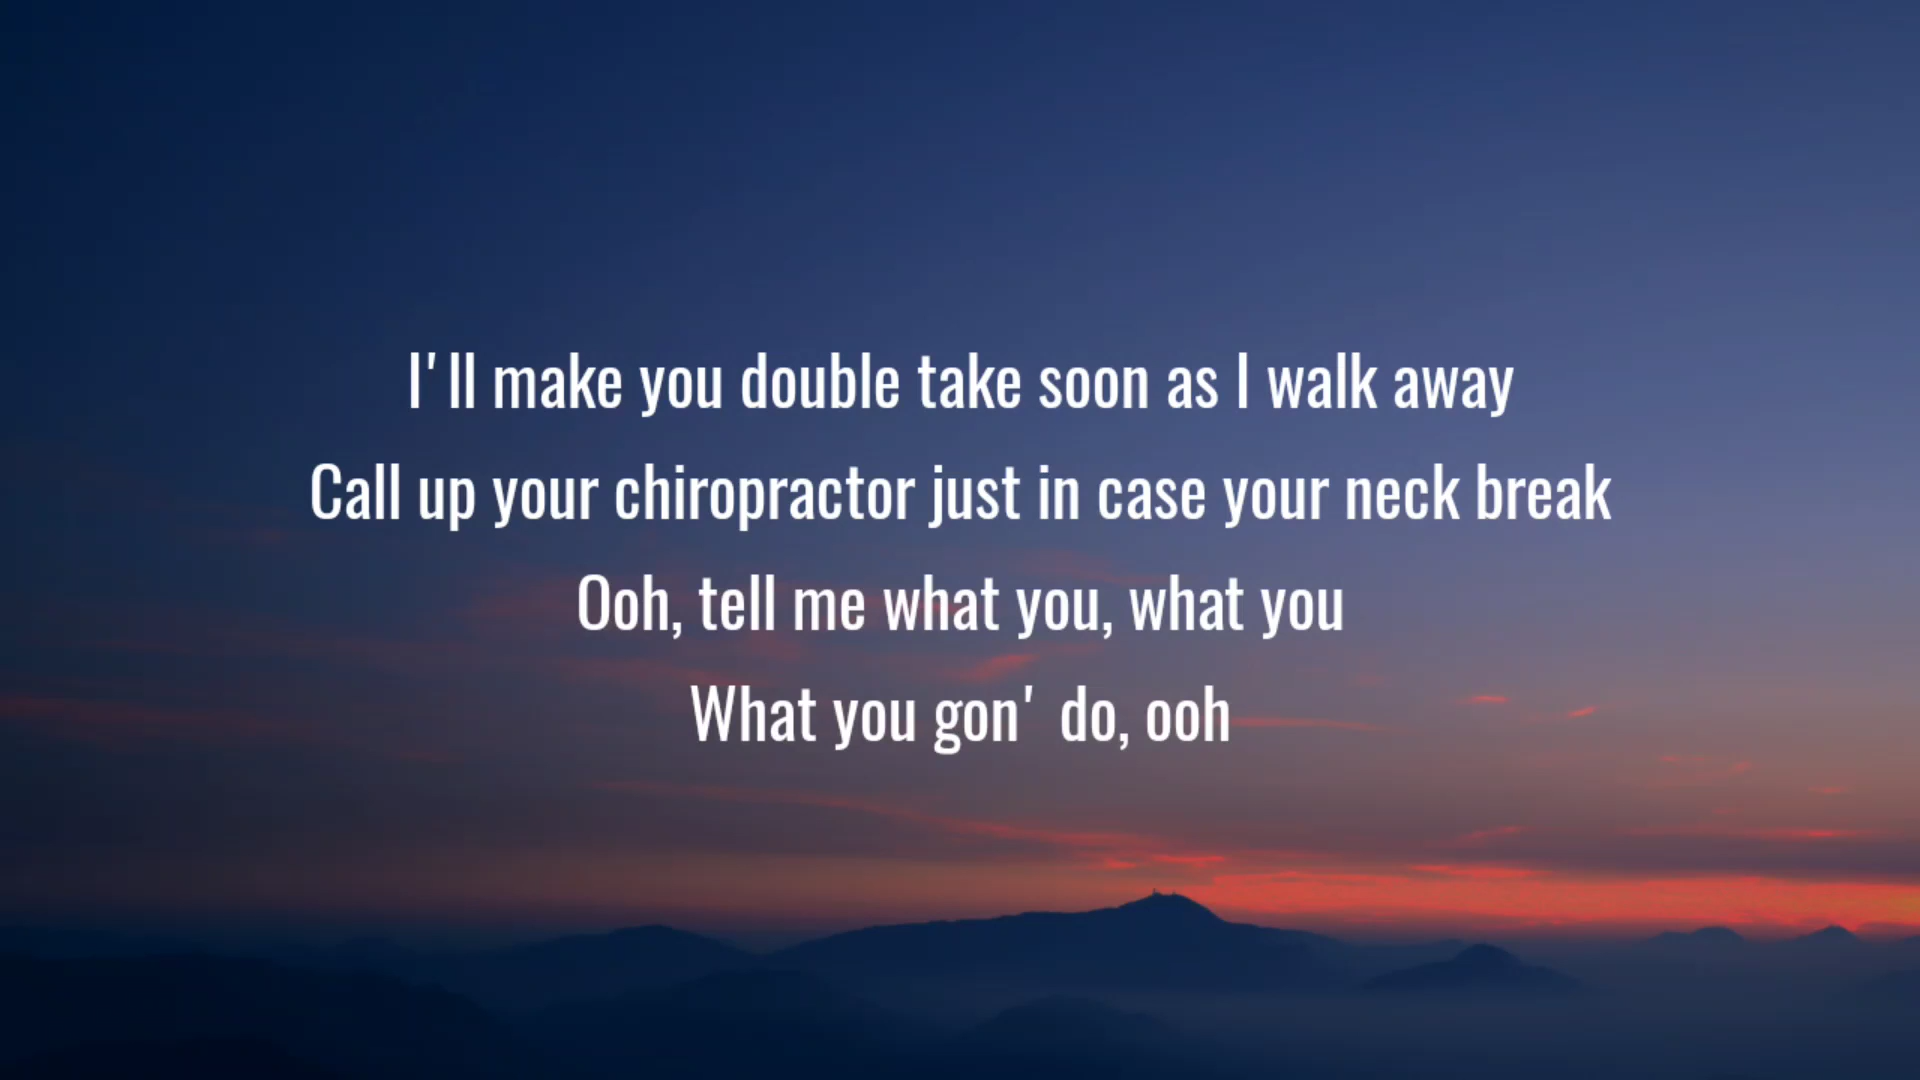 I'll make you double take soon as I walk away
Call up your chiropractor just in case your neck break
Ooh, tell me what you, what you
What you gon' do, ooh